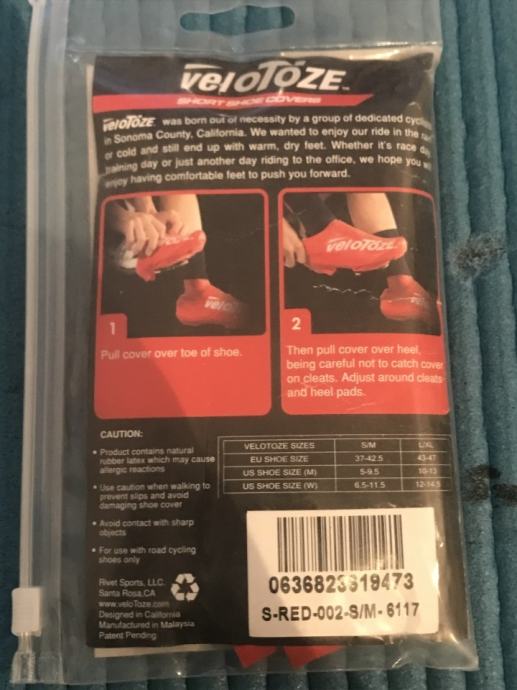 veloToze™
SHORT SHOE COVERS
veloToze was born out of necessity by a group of dedicated
in Sonoma County, California. We wanted to enjoy our ride in the
or cold and still end up with warm, dry feet. Whether it's race
training day or just another day riding to the office, we hope you
enjoy having comfortable feet to push you forward.
veloToze
velo
1
Pull cover over toe of shoe.
veloToze
velo
2
Then pull cover over heel,
being careful not to catch cover
on cleats. Adjust around cleats
and heel pads.
CAUTION:
• Product contains natural
rubber latex which may cause
allergic reactions
• Use caution when walking to
prevent slips and avoid
damaging shoe cover
• Avoid contact with sharp
objects
• For use with road cycling
shoes only
VELOTOZE SIZES S/M L/XL
EU SHOE SIZE 37-42.5 43-47
US SHOE SIZE (M) 5-9.5 10-13
US SHOE SIZE (W) 6.5-11.5 12-14.5
Rivet Sports, LLC.
Santa Rosa,CA
www.veloToze.com
Designed in California
Manufactured in Malaysia
Patent Pending
0636823919473
S-RED-002-S/M-6117